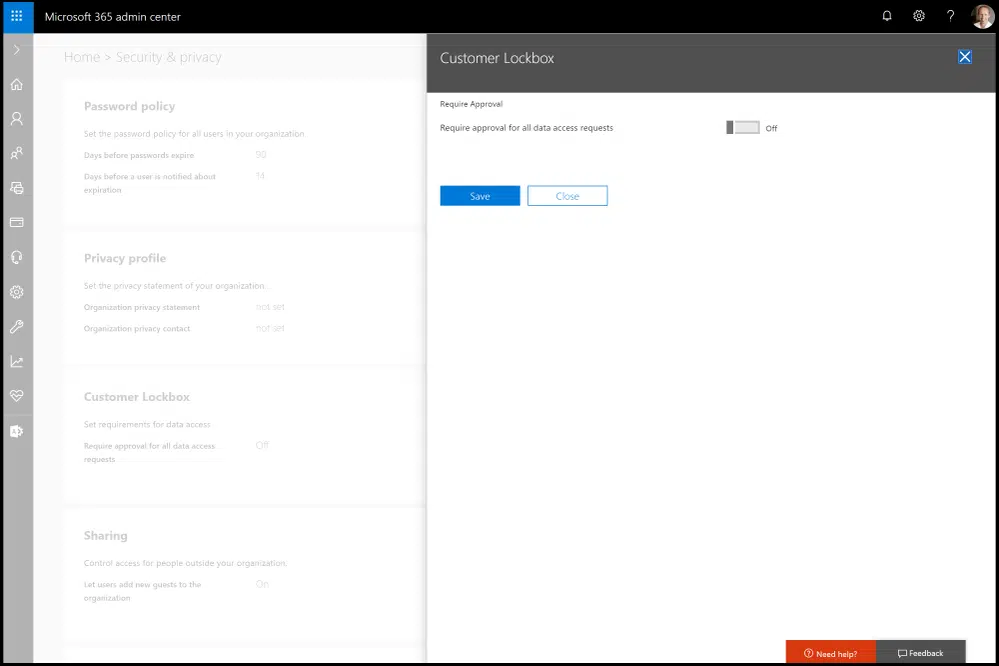 Microsoft 365 admin center
?
Home > Security & privacy
Password policy
Set the password policy for all users in your organization.
Days before passwords expire 90
Days before a user is notified about
expiration 14
Privacy profile
Set the privacy statement of your organization...
Organization privacy statement not set
Organization privacy contact not set
Customer Lockbox
Set requirements for data access
Require approval for all data access
requests Off
Sharing
Control access for people outside your organization.
Let users add new guests to the
organization On
Customer Lockbox
Require Approval
Require approval for all data access requests Off
Save Close
Need help? Feedback